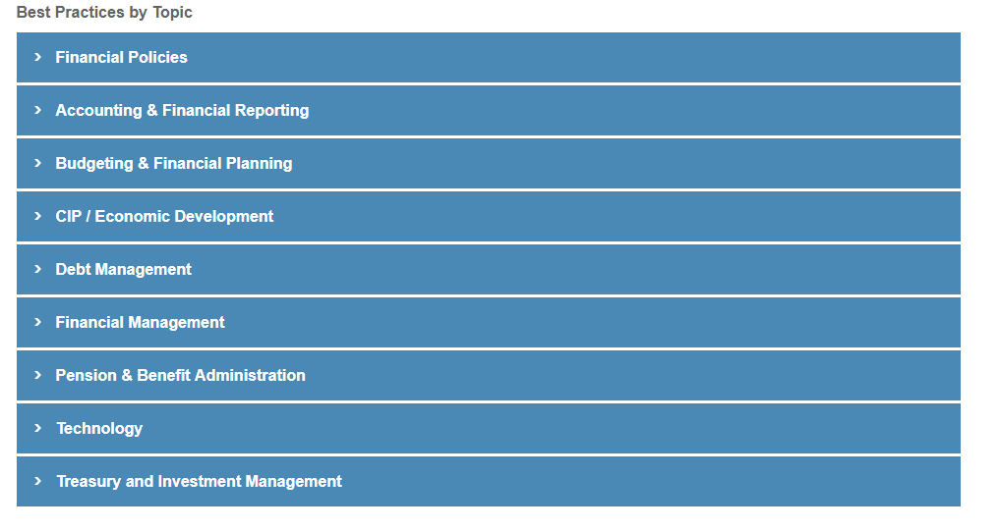 Best Practices by Topic
Financial Policies
Accounting & Financial Reporting
Budgeting & Financial Planning
CIP / Economic Development
Debt Management
Financial Management
Pension & Benefit Administration
Technology
Treasury and Investment Management